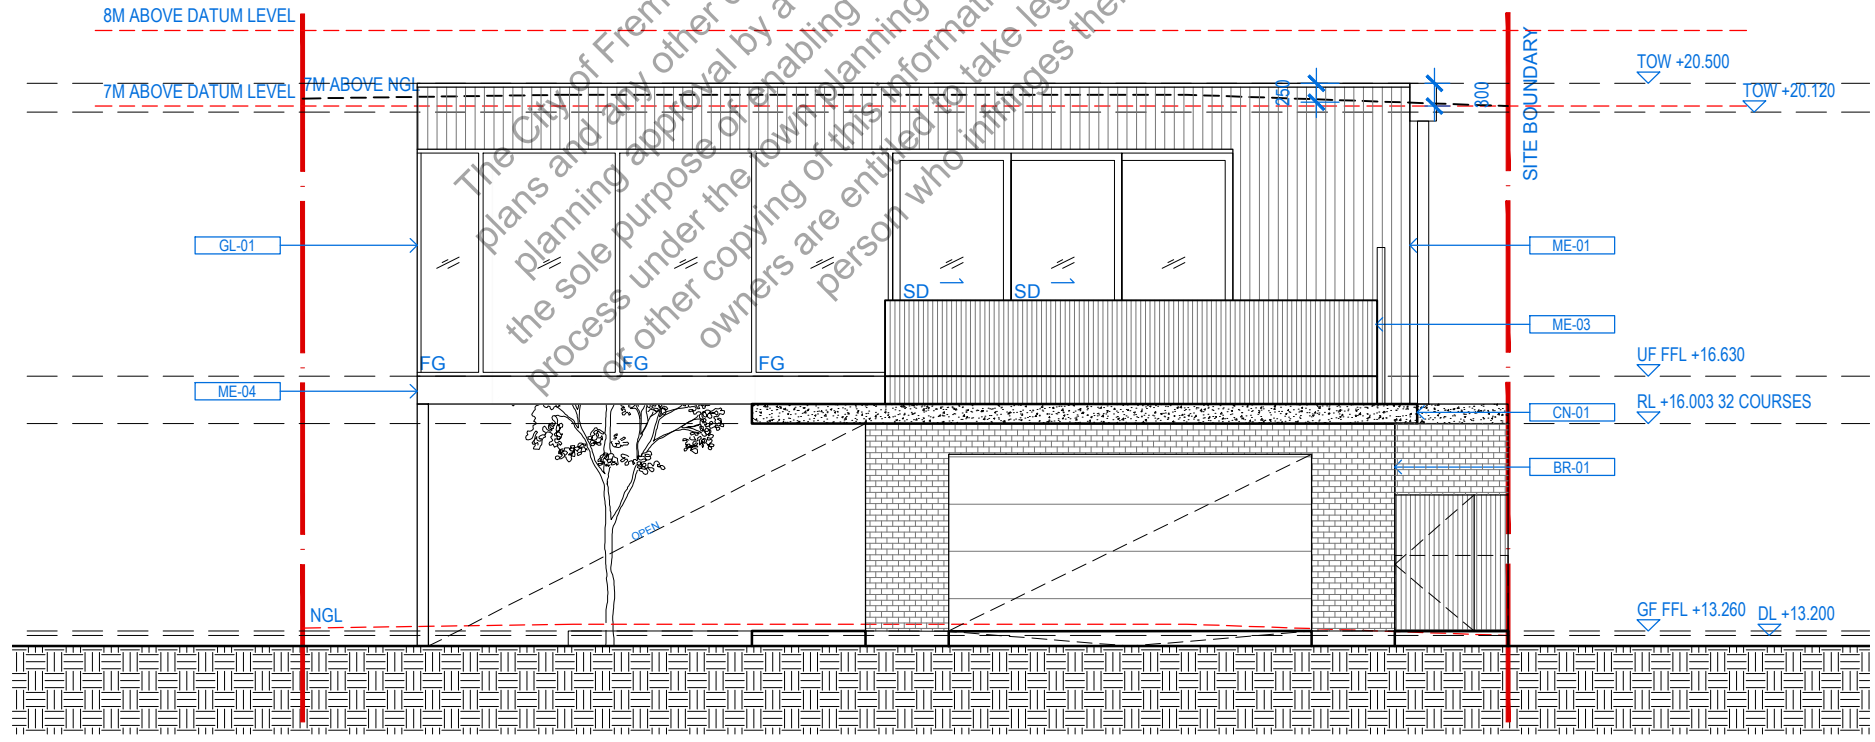 8M ABOVE DATUM LEVEL
7M ABOVE DATUM LEVEL
7M ABOVE NGL
250
300
SITE BOUNDARY
TOW +20.500
TOW +20.120
The City of
plans and any other
planning approval by a
the sole purpose of enabling
process under the town planning
or other copying of this
owners are entitled to take
person who infringes
GL-01
ME-01
SD
SD
ME-03
FG
FG
FG
UF FFL +16.630
ME-04
RL +16.003 32 COURSES
CN-01
BR-01
OPEN
NGL
GF FFL +13.260
DL +13.200